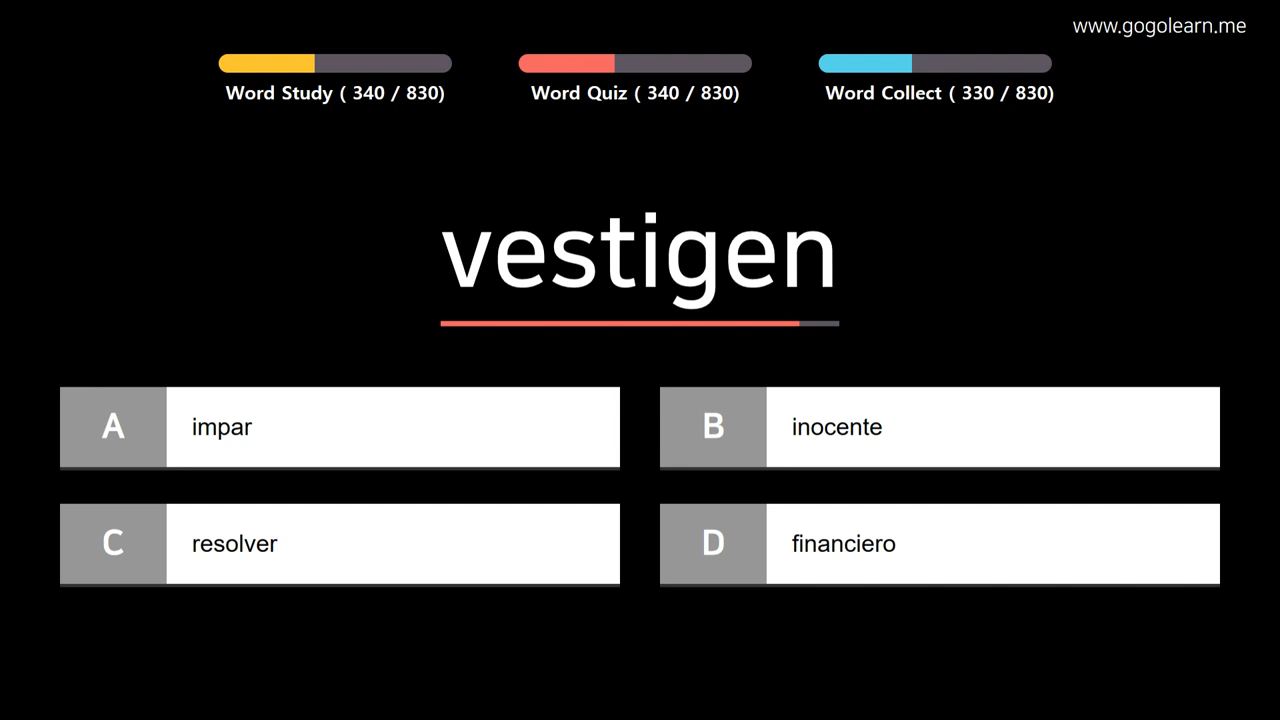 www.gogolearn.me
Word Study ( 340 / 830)
Word Quiz ( 340 / 830)
Word Collect ( 330 / 830)
vestigen
A impar
B inocente
C resolver
D financiero